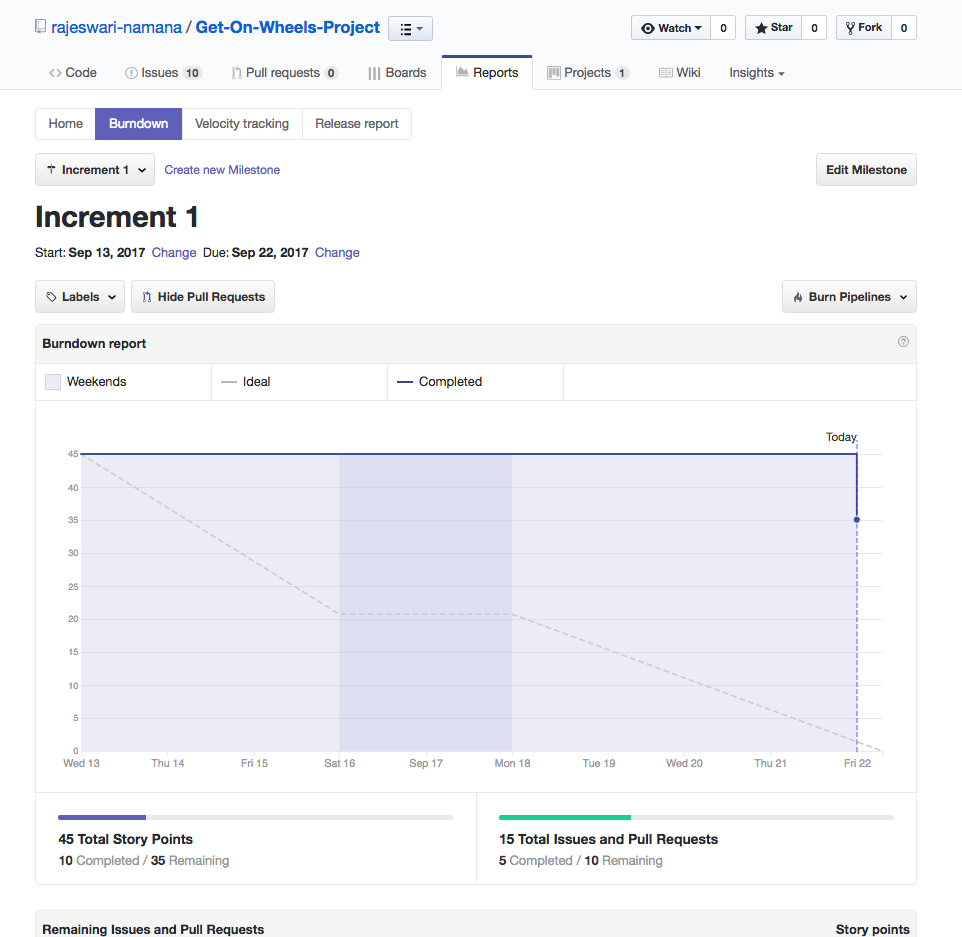 rajeswari-namana / Get-On-Wheels-Project
Watch 0 Star 0 Fork 0
Code Issues 10 Pull requests 0 Boards Reports Projects 1 Wiki Insights
Home Burndown Velocity tracking Release report
Increment 1 Create new Milestone Edit Milestone
Increment 1
Start: Sep 13, 2017 Change Due: Sep 22, 2017 Change
Labels Hide Pull Requests Burn Pipelines
Burndown report ?
Weekends Ideal Completed
Today
45
40
35
30
25
20
15
10
5
0
Wed 13 Thu 14 Fri 15 Sat 16 Sep 17 Mon 18 Tue 19 Wed 20 Thu 21 Fri 22
45 Total Story Points
10 Completed / 35 Remaining
15 Total Issues and Pull Requests
5 Completed / 10 Remaining
Remaining Issues and Pull Requests Story points